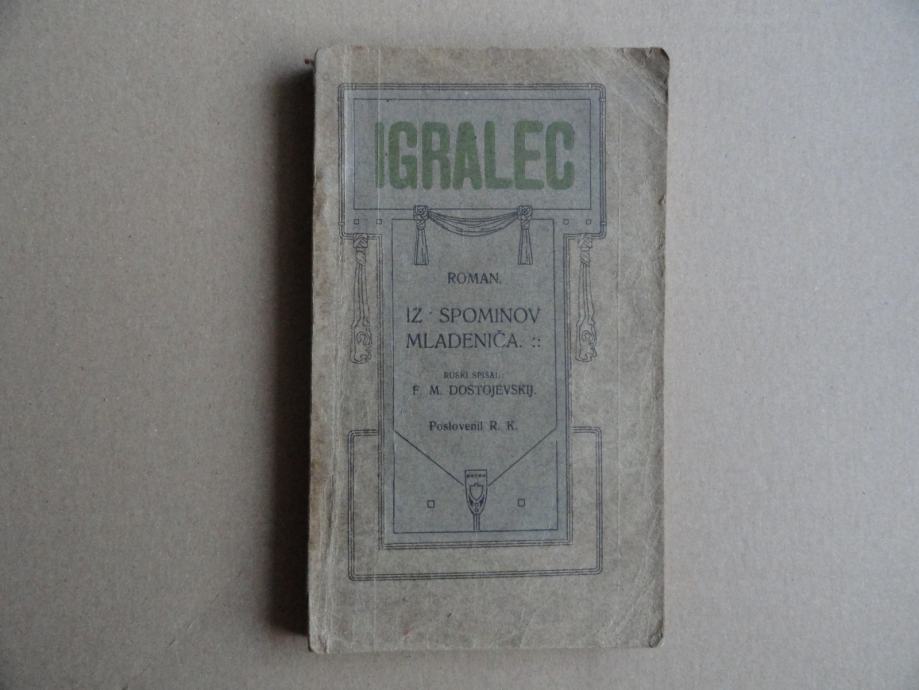 IGRALEC
ROMAN.
IZ SPOMINOV
MLADENIČA. ::
RUSKI SPISAL:
F. M. DOSTOJEVSKIJ.
Poslovenil R. K.